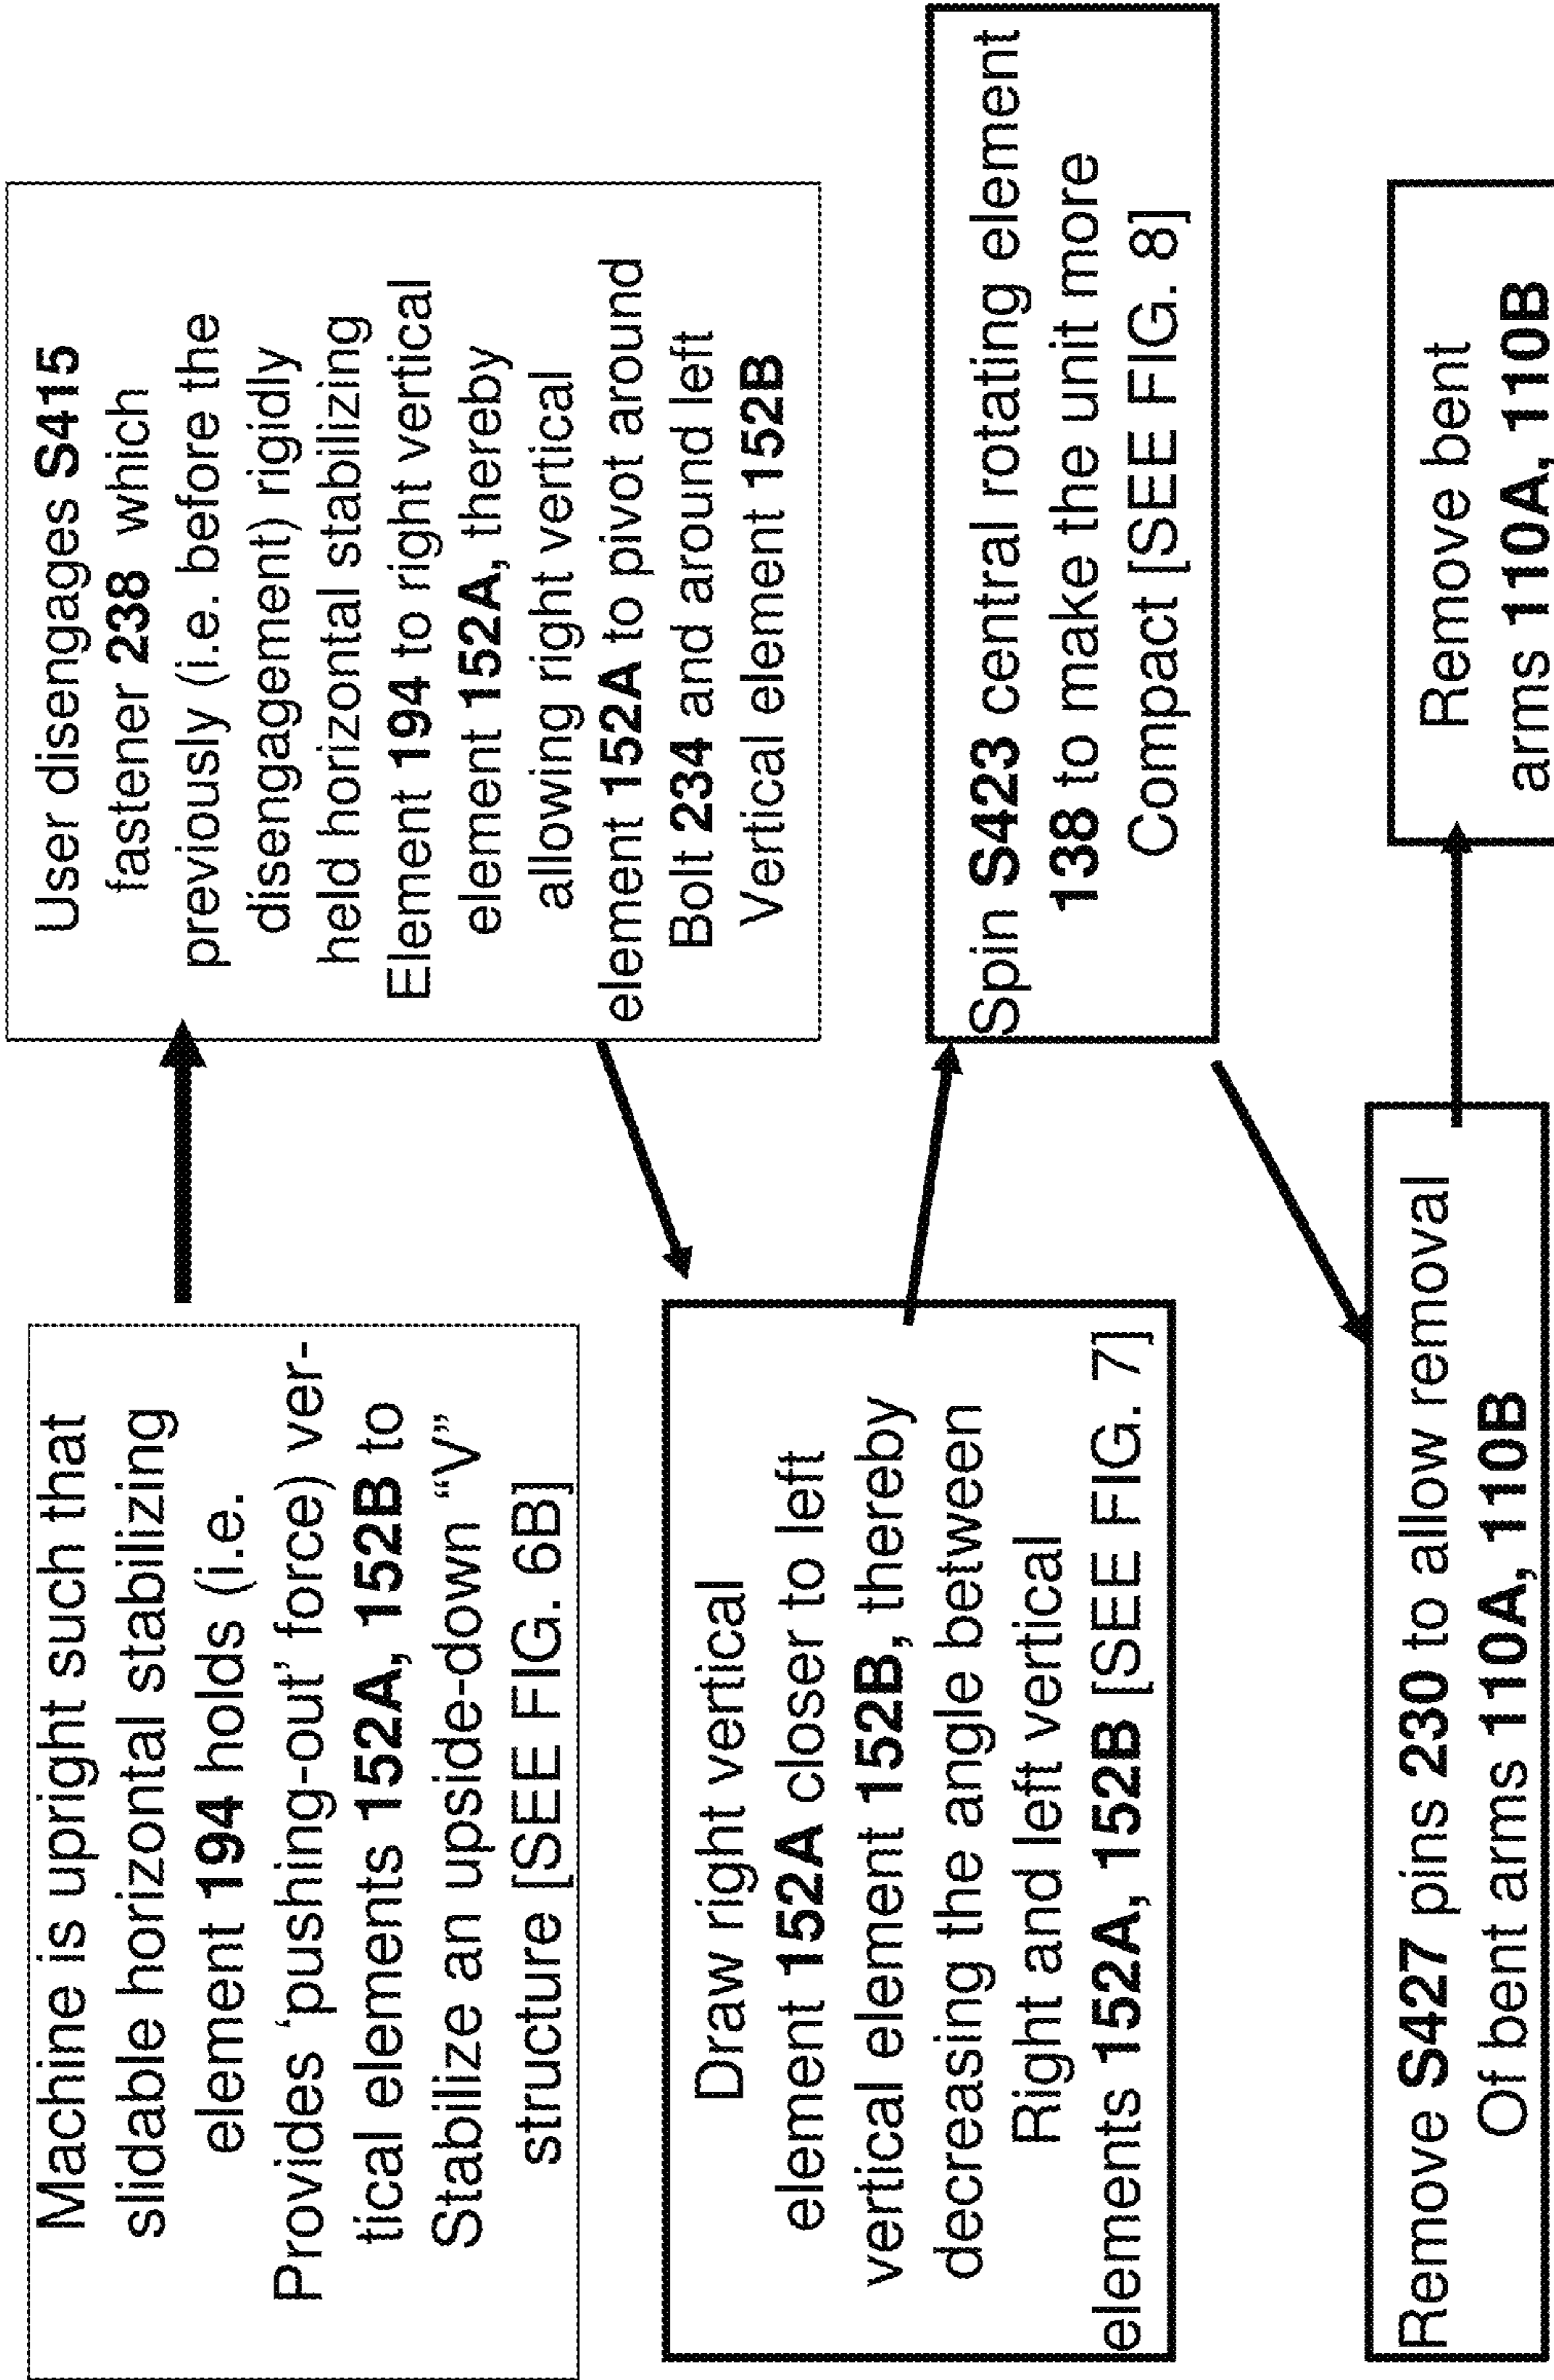 Machine is upright such that
slidable horizontal stabilizing
element 194 holds (i.e.
Provides ‘pushing-out’ force) ver-
tical elements 152A, 152B to
Stabilize an upside-down “V”
structure [SEE FIG. 6B]
User disengages S415
fastener 238 which
previously (i.e. before the
disengagement) rigidly
held horizontal stabilizing
Element 194 to right vertical
element 152A, thereby
allowing right vertical
element 152A to pivot around
Bolt 234 and around left
Vertical element 152B
Draw right vertical
element 152A closer to left
vertical element 152B, thereby
decreasing the angle between
Right and left vertical
elements 152A, 152B [SEE FIG. 7]
Spin S423 central rotating element
138 to make the unit more
Compact [SEE FIG. 8]
Remove S427 pins 230 to allow removal
Of bent arms 110A, 110B
Remove bent
arms 110A, 110B